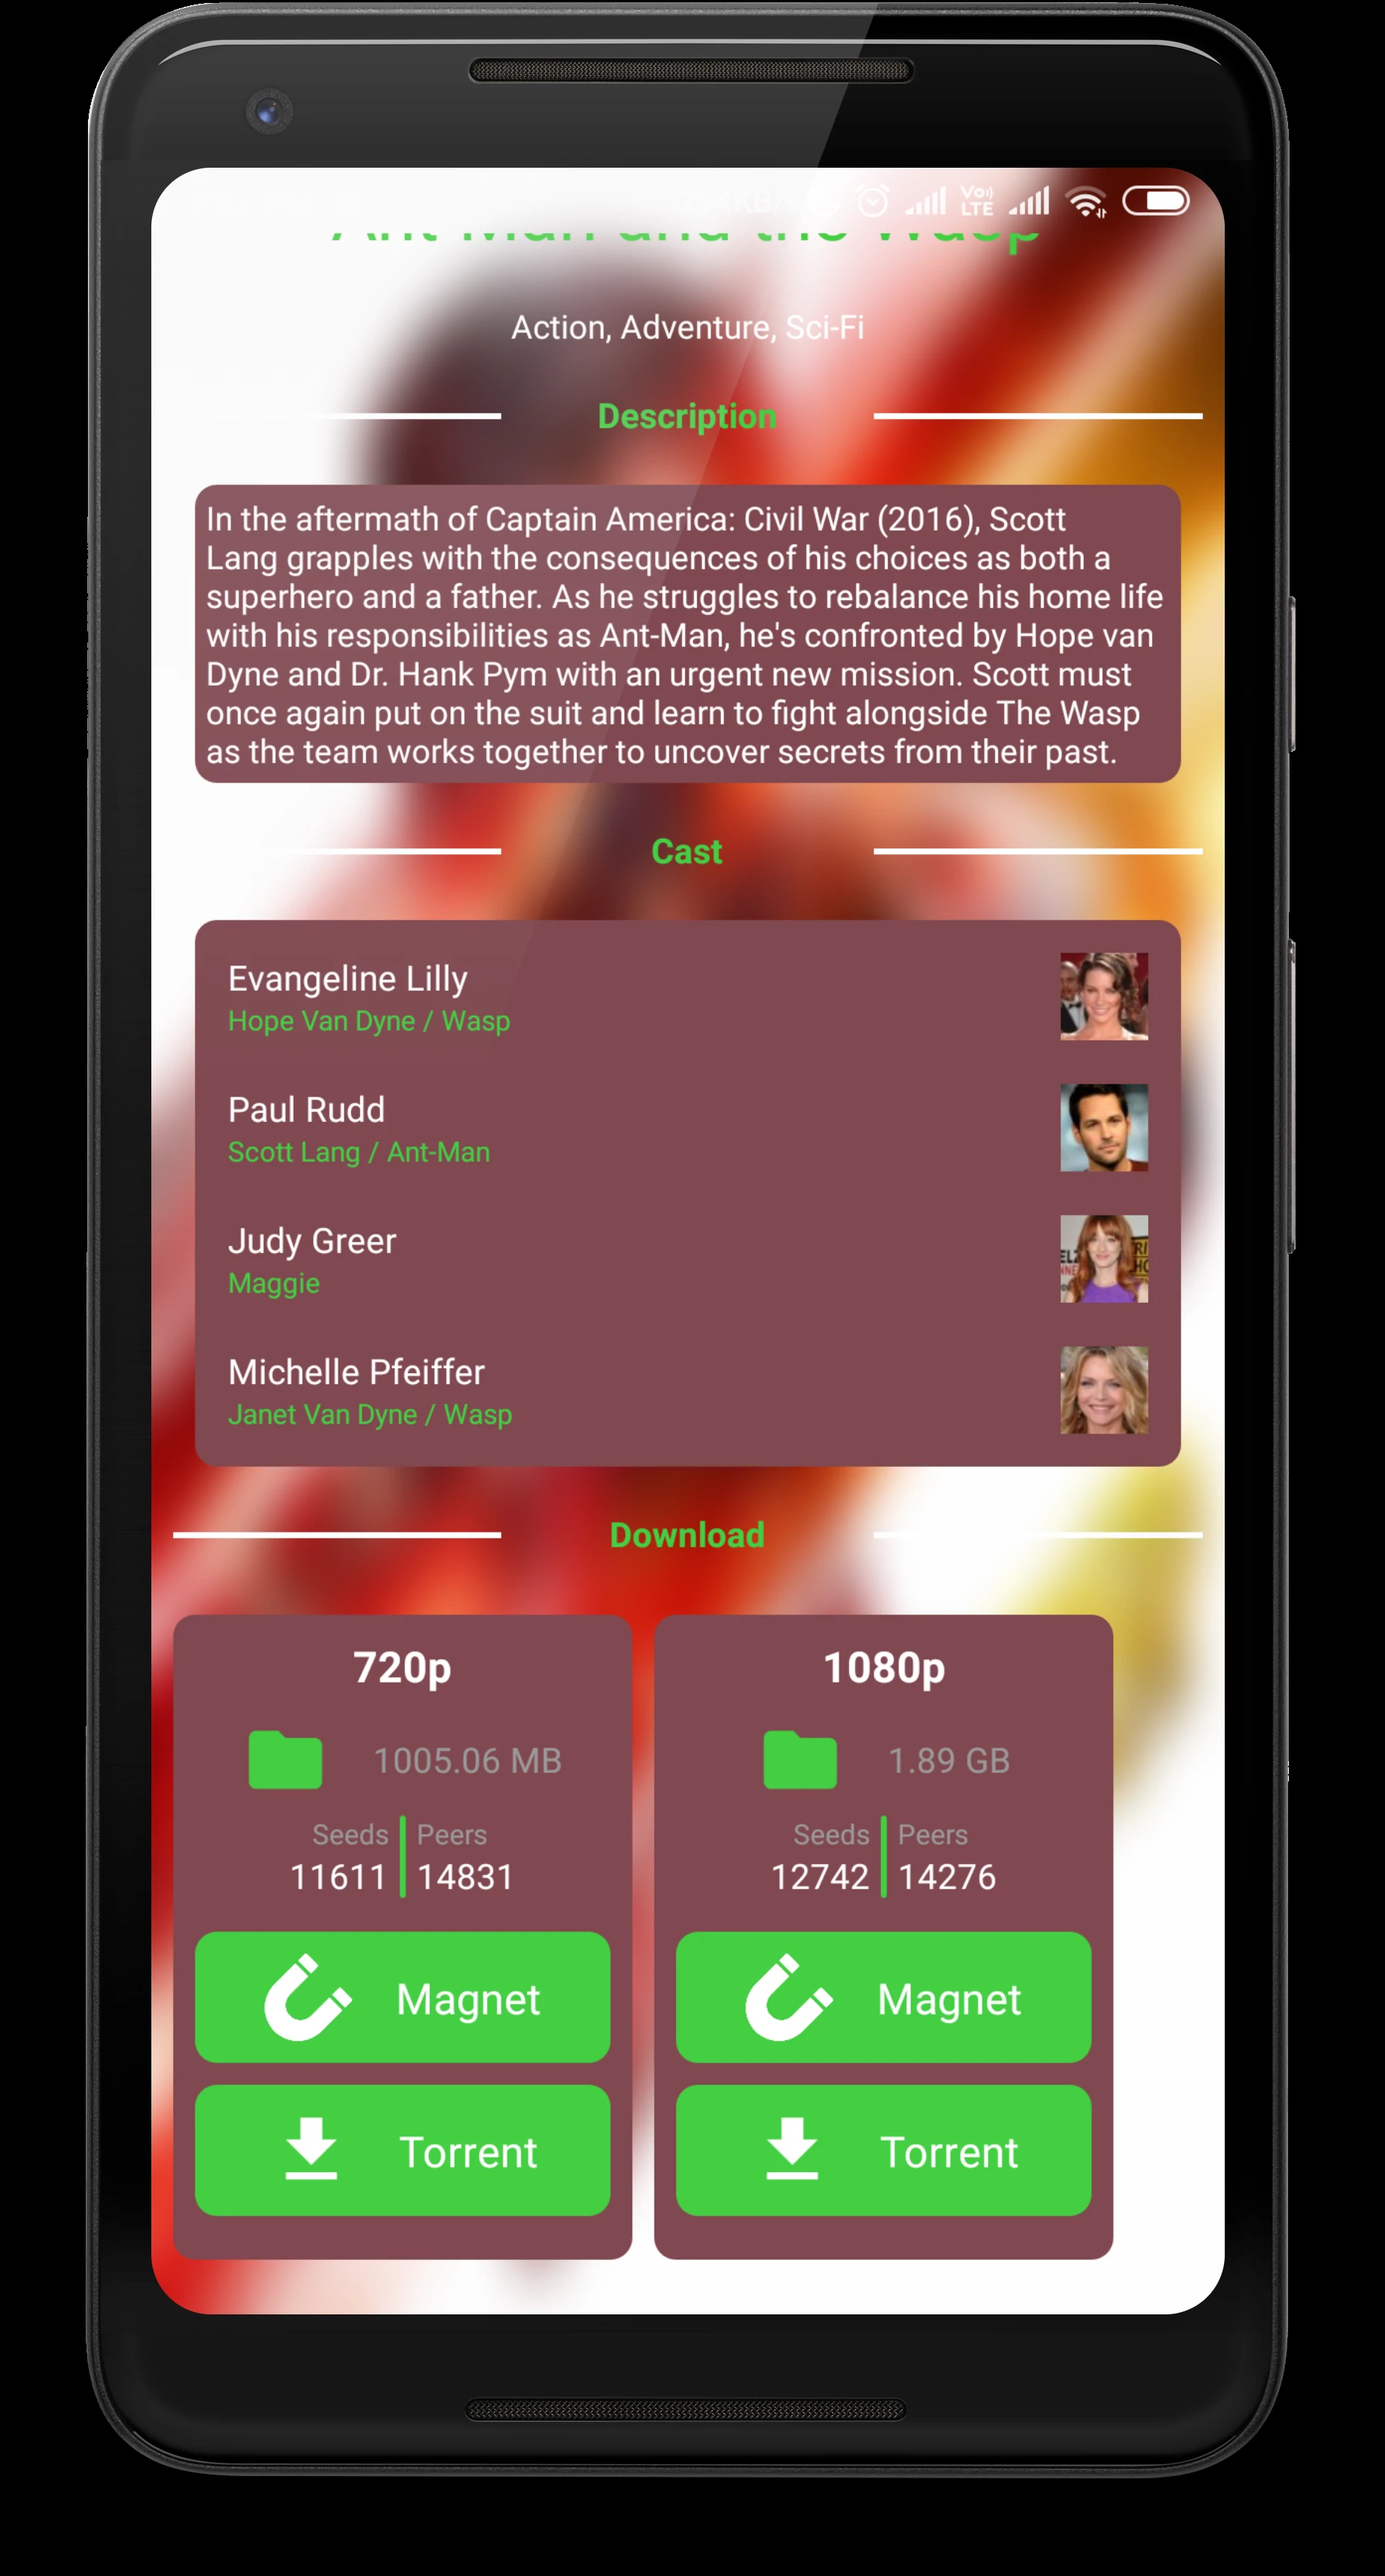 Ant-Man and the Wasp
Action, Adventure, Sci-Fi
Description
In the aftermath of Captain America: Civil War (2016), Scott
Lang grapples with the consequences of his choices as both a
superhero and a father. As he struggles to rebalance his home life
with his responsibilities as Ant-Man, he's confronted by Hope van
Dyne and Dr. Hank Pym with an urgent new mission. Scott must
once again put on the suit and learn to fight alongside The Wasp
as the team works together to uncover secrets from their past.
Cast
Evangeline Lilly
Hope Van Dyne / Wasp
Paul Rudd
Scott Lang / Ant-Man
Judy Greer
Maggie
Michelle Pfeiffer
Janet Van Dyne / Wasp
Download
720p
1005.06 MB
Seeds Peers
11611 14831
Magnet
Torrent
1080p
1.89 GB
Seeds Peers
12742 14276
Magnet
Torrent
VoLTE